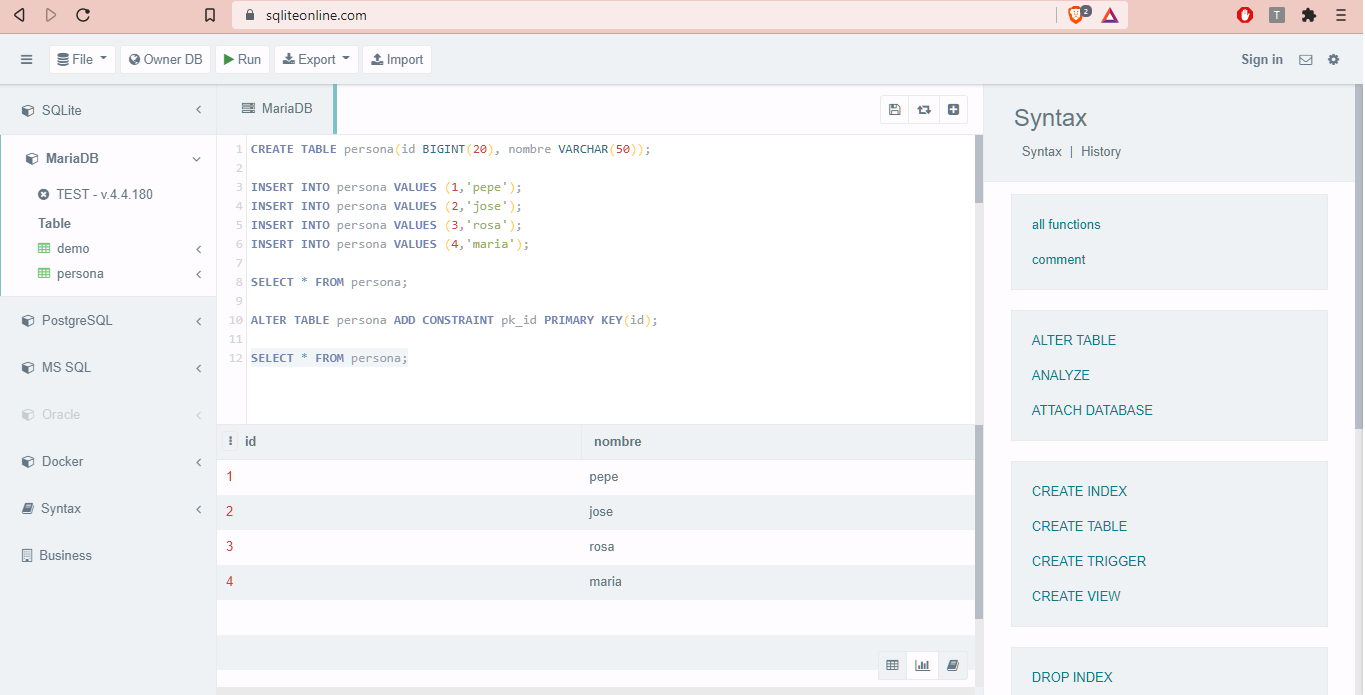 sqliteonline.com
2
T
File
Owner DB
Run
Export
Import
Sign in
SQLite
MariaDB
TEST - v.4.4.180
Table
demo
persona
PostgreSQL
MS SQL
Oracle
Docker
Syntax
Business
MariaDB
1 CREATE TABLE persona(id BIGINT(20), nombre VARCHAR(50));
2
3 INSERT INTO persona VALUES (1,'pepe');
4 INSERT INTO persona VALUES (2,'jose');
5 INSERT INTO persona VALUES (3,'rosa');
6 INSERT INTO persona VALUES (4,'maria');
7
8 SELECT * FROM persona;
9
10 ALTER TABLE persona ADD CONSTRAINT pk_id PRIMARY KEY(id);
11
12 SELECT * FROM persona;
id nombre
1 pepe
2 jose
3 rosa
4 maria
Syntax
Syntax | History
all functions
comment
ALTER TABLE
ANALYZE
ATTACH DATABASE
CREATE INDEX
CREATE TABLE
CREATE TRIGGER
CREATE VIEW
DROP INDEX